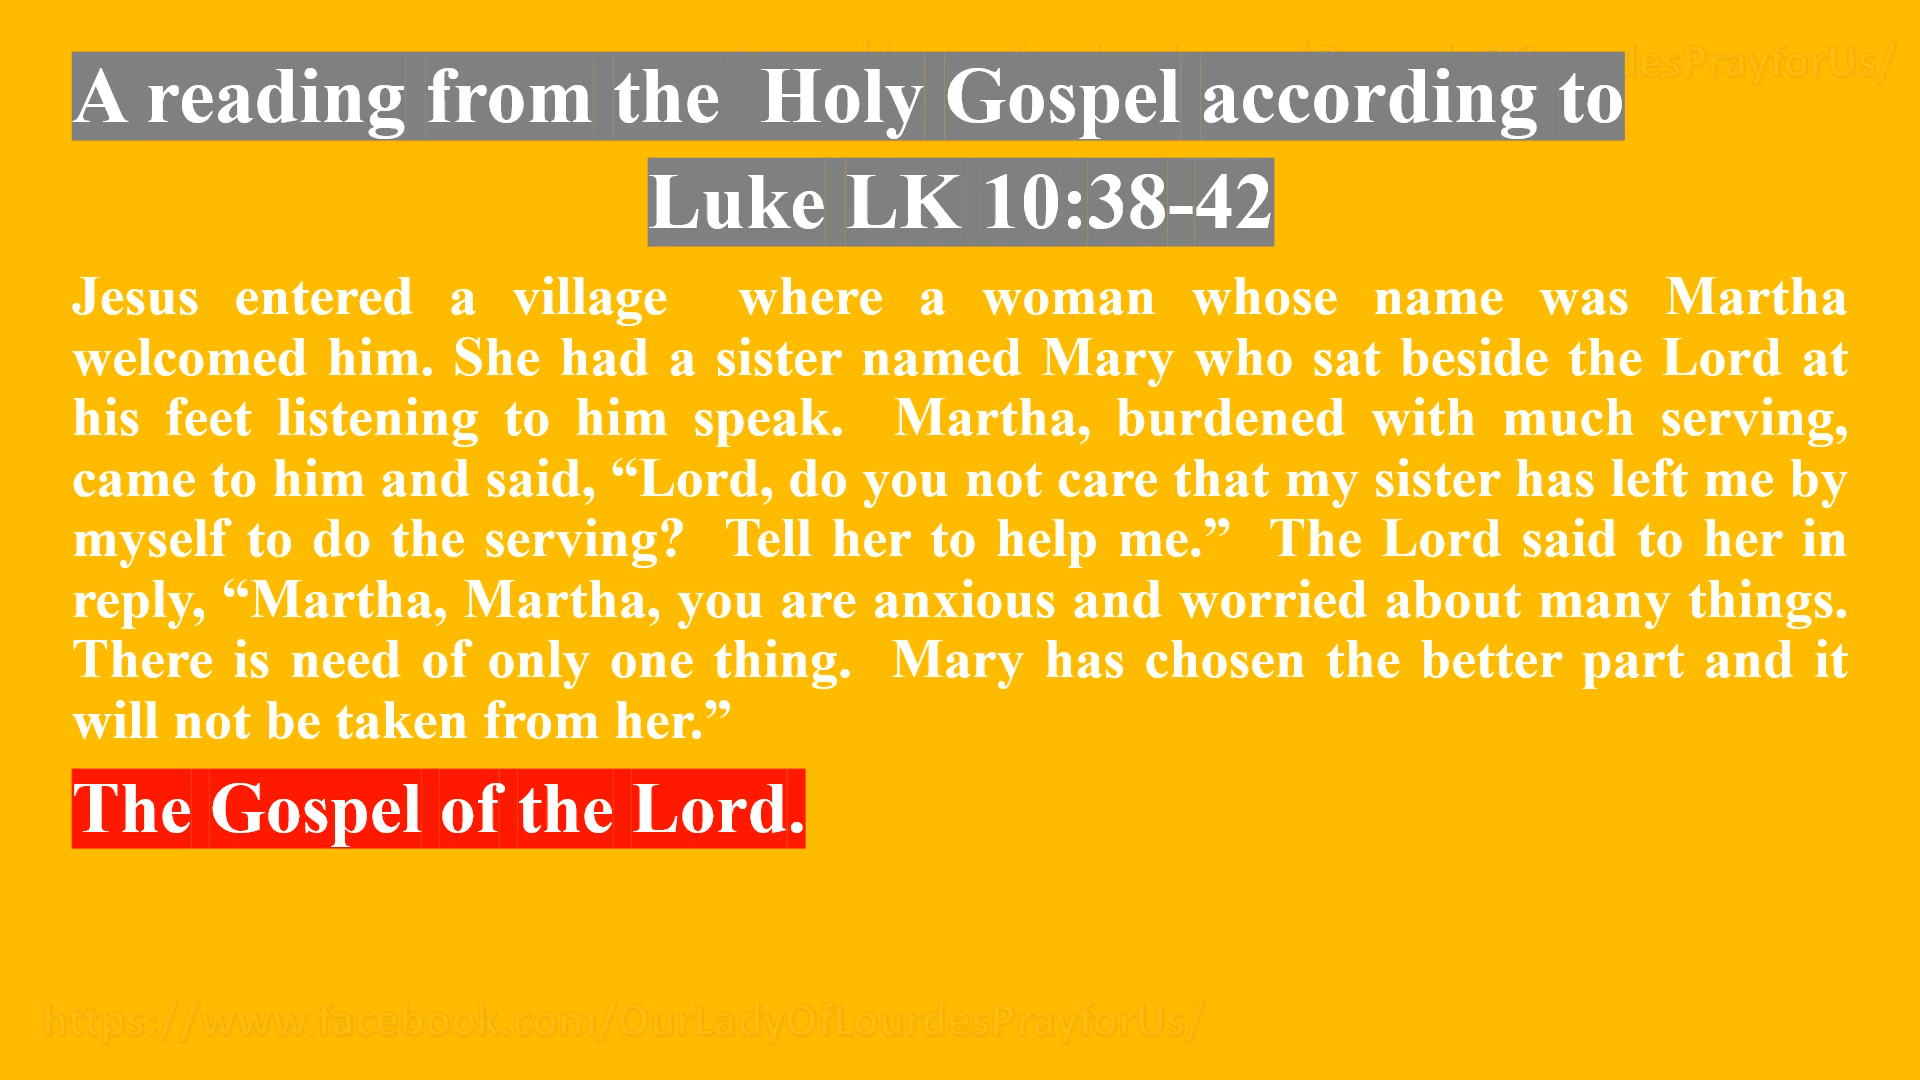 https://www.facebook.com/OurLadyOfLourdesPrayforUs/
A reading from the  Holy Gospel according to
Luke LK 10:38-42
Jesus entered a village  where a woman whose name was Martha
welcomed him. She had a sister named Mary who sat beside the Lord at
his feet listening to him speak.  Martha, burdened with much serving,
came to him and said, “Lord, do you not care that my sister has left me by
myself to do the serving?  Tell her to help me.”  The Lord said to her in
reply, “Martha, Martha, you are anxious and worried about many things.
There is need of only one thing.  Mary has chosen the better part and it
will not be taken from her.”
The Gospel of the Lord.
https://www.facebook.com/OurLadyOfLourdesPrayforUs/